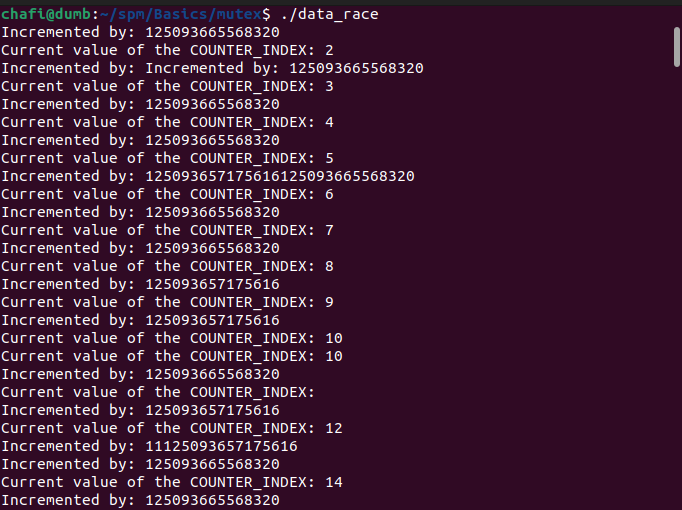 chafi@dumb:~/spm/Basics/mutex$ ./data_race
Incremented by: 125093665568320
Current value of the COUNTER_INDEX: 2
Incremented by: Incremented by: 125093665568320
Current value of the COUNTER_INDEX: 3
Incremented by: 125093665568320
Current value of the COUNTER_INDEX: 4
Incremented by: 125093665568320
Current value of the COUNTER_INDEX: 5
Incremented by: 125093657175616125093665568320
Current value of the COUNTER_INDEX: 6
Incremented by: 125093665568320
Current value of the COUNTER_INDEX: 7
Incremented by: 125093665568320
Current value of the COUNTER_INDEX: 8
Incremented by: 125093657175616
Current value of the COUNTER_INDEX: 9
Incremented by: 125093657175616
Current value of the COUNTER_INDEX: 10
Current value of the COUNTER_INDEX: 10
Incremented by: 125093665568320
Current value of the COUNTER_INDEX:
Incremented by: 125093657175616
Current value of the COUNTER_INDEX: 12
Incremented by: 11125093657175616
Incremented by: 125093665568320
Current value of the COUNTER_INDEX: 14
Incremented by: 125093665568320